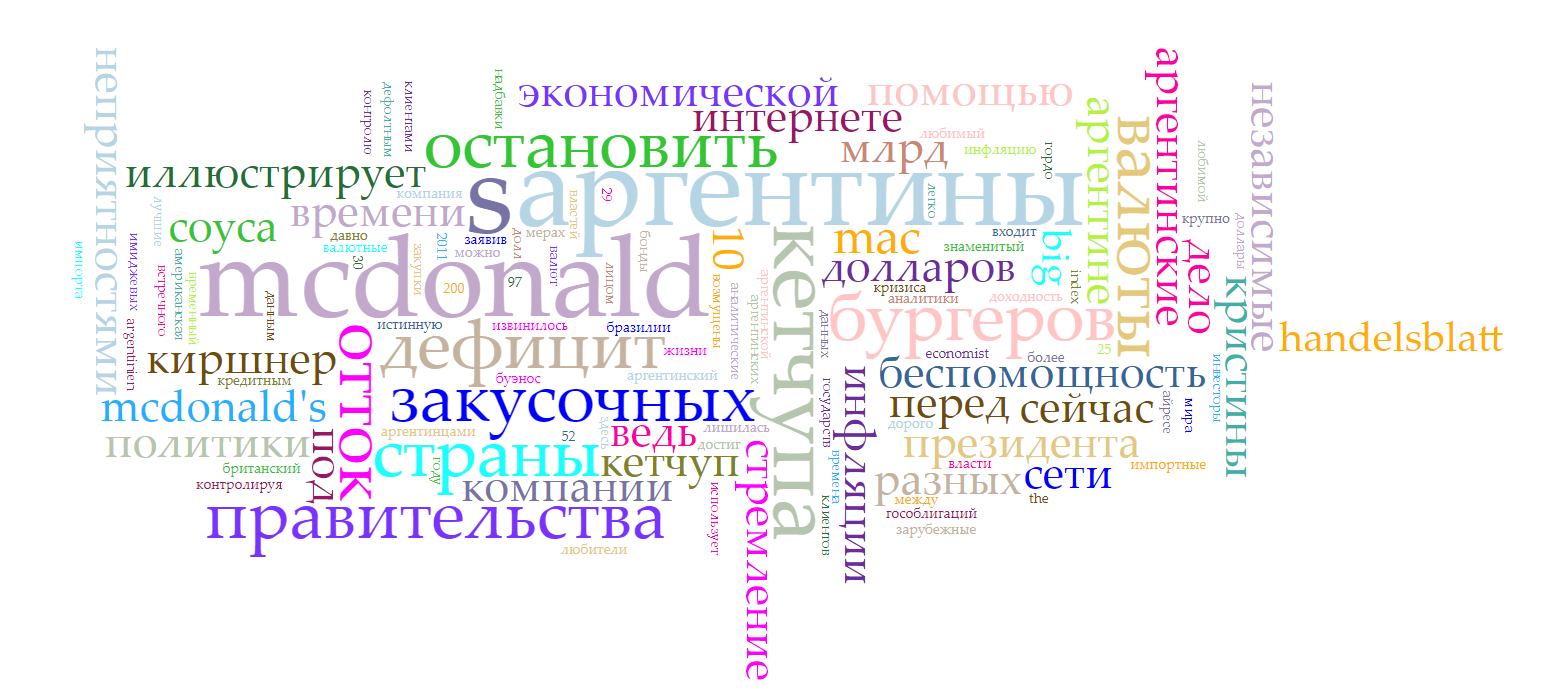 неприятностями
надбавки
клиентами
дефолтным
контролю
экономической
помощью
интернете
аргентинские
независимые
аргентине
валюты
остановить
млрд
любимый
инфляцию
гордо
любимой
иллюстрирует
s
аргентины
компания
властей
29
легко
лучшие
соуса
времени
крупно
доллары
давно
заявив
мерах
входит
знаменитый
mac
big
10
кетчупа
дело
импорта
имиджевых
американская
временный
встречного
данным
валютные
30
закупки
2011
можно
долл
валют
лицом
бонды
mcdonald
200
97
долларов
кризиса
аналитики
доходность
index
кристины
возмущены
аналитические
аргентинской
аргентинских
argentinien
истинную
извинилось
бразилии
бургеров
данных
handelsblatt
киршнер
отток
дефицит
жизни
economist
более
25
инвесторы
кредитным
буэнос
аргентинский
беспомощность
mcdonald's
закусочных
государств
инфляции
перед
сейчас
айресе
мира
политики
под
аргентинцами
52
здесь
ведь
лишилась
достиг
дорого
президента
британский
году
страны
кетчуп
стремление
времена
власти
импортные
контролируя
компании
использует
клиентов
разных
сети
между
the
правительства
гособлигаций
зарубежные
любители